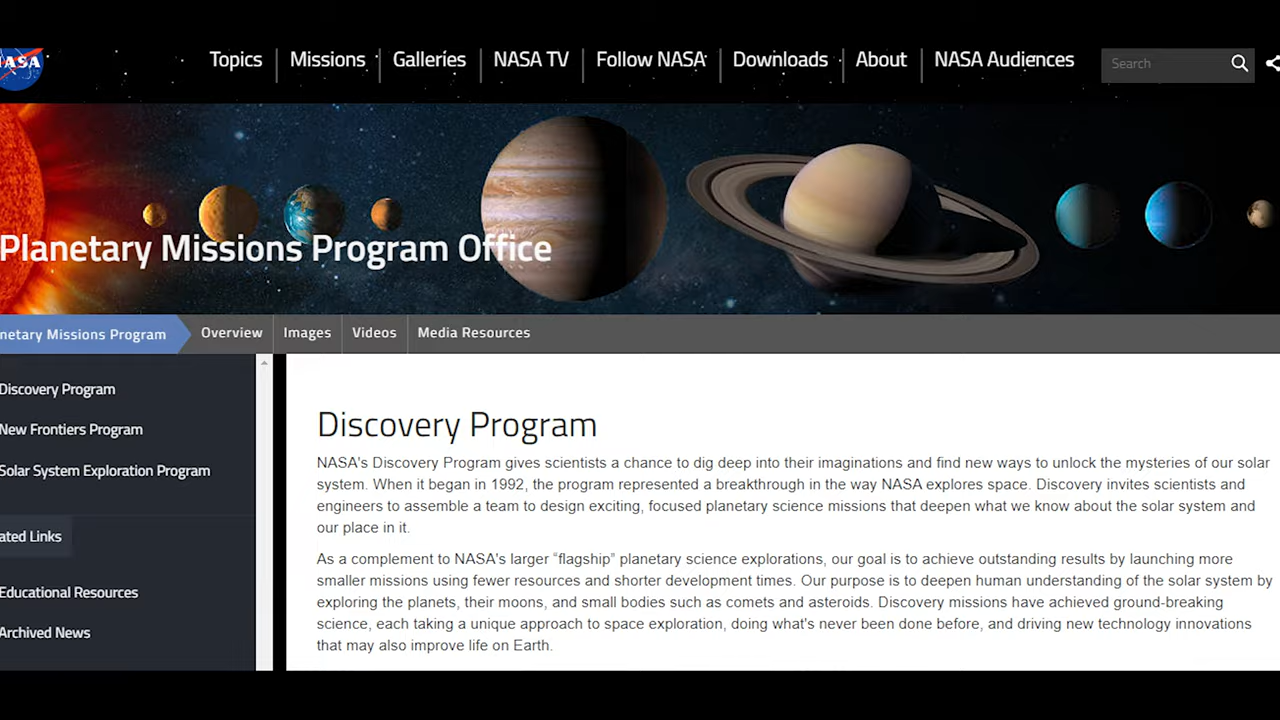 NASA
Topics
Missions
Galleries
NASA TV
Follow NASA
Downloads
About
NASA Audiences
Search
Planetary Missions Program Office
netary Missions Program
Overview
Images
Videos
Media Resources
Discovery Program
New Frontiers Program
Solar System Exploration Program
ated Links
Educational Resources
Archived News
Discovery Program
NASA's Discovery Program gives scientists a chance to dig deep into their imaginations and find new ways to unlock the mysteries of our solar
system. When it began in 1992, the program represented a breakthrough in the way NASA explores space. Discovery invites scientists and
engineers to assemble a team to design exciting, focused planetary science missions that deepen what we know about the solar system and
our place in it.
As a complement to NASA's larger “flagship” planetary science explorations, our goal is to achieve outstanding results by launching more
smaller missions using fewer resources and shorter development times. Our purpose is to deepen human understanding of the solar system by
exploring the planets, their moons, and small bodies such as comets and asteroids. Discovery missions have achieved ground-breaking
science, each taking a unique approach to space exploration, doing what's never been done before, and driving new technology innovations
that may also improve life on Earth.